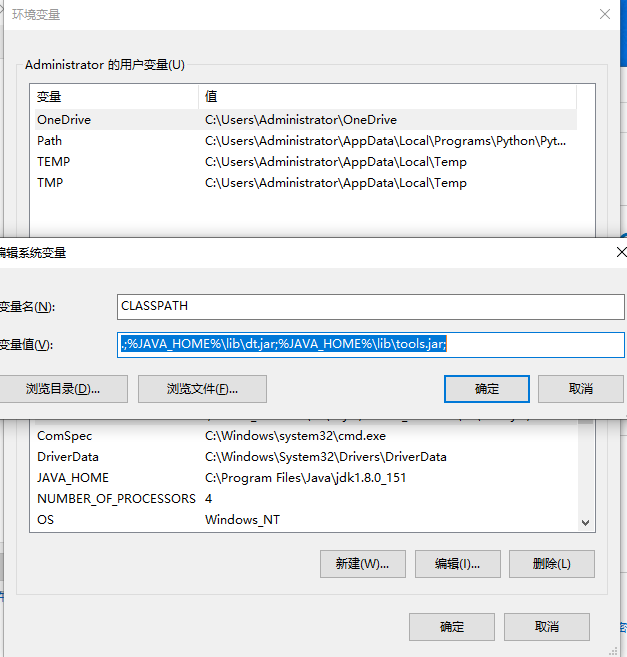 环境变量
Administrator 的用户变量(U)
变量 值
OneDrive C:\Users\Administrator\OneDrive
Path C:\Users\Administrator\AppData\Local\Programs\Python\Pyt...
TEMP C:\Users\Administrator\AppData\Local\Temp
TMP C:\Users\Administrator\AppData\Local\Temp
编辑系统变量
变量名(N): CLASSPATH
变量值(V): .;%JAVA_HOME%\lib\dt.jar;%JAVA_HOME%\lib\tools.jar;
浏览目录(D)... 浏览文件(F)... 确定 取消
ComSpec C:\Windows\system32\cmd.exe
DriverData C:\Windows\System32\Drivers\DriverData
JAVA_HOME C:\Program Files\Java\jdk1.8.0_151
NUMBER_OF_PROCESSORS 4
OS Windows_NT
新建(W)... 编辑(I)... 删除(L)
确定 取消